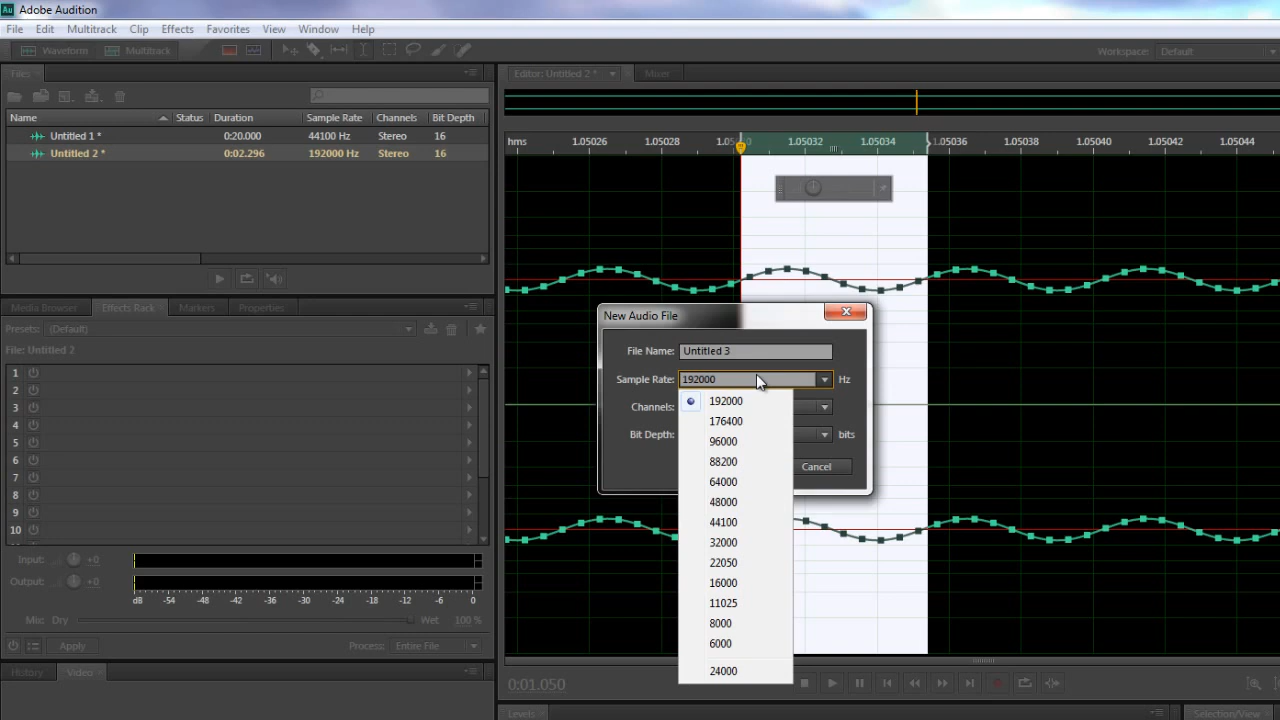 Au Adobe Audition
File Edit Multitrack Clip Effects Favorites View Window Help
Waveform Multitrack Workspace: Default
Files Editor: Untitled 2 * Mixer
Name Status Duration Sample Rate Channels Bit Depth
Untitled 1 * 0:20.000 44100 Hz Stereo 16
Untitled 2 * 0:02.296 192000 Hz Stereo 16
hms 1.05026 1.05028 1.05032 1.05034 1.05036 1.05038 1.05040 1.05042 1.05044
Media Browser Effects Rack Markers Properties
Presets: (Default)
File: Untitled 2
1
2
3
4
5
6
7
8
9
10
Input: +0
Output: +0
dB -54 -48 -42 -36 -30 -24 -18 -12 -6 0
Mix: Dry Wet 100 %
Apply Process: Entire File
History Video
New Audio File
File Name: Untitled 3
Sample Rate: 192000 Hz
Channels:
Bit Depth: bits
Cancel
192000
176400
96000
88200
64000
48000
44100
32000
22050
16000
11025
8000
6000
24000
0:01.050
Levels Selection/View